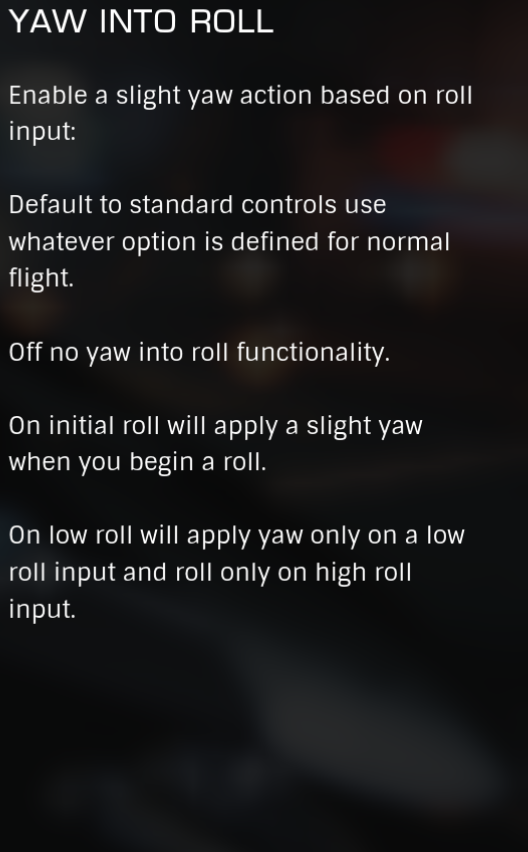 YAW INTO ROLL
Enable a slight yaw action based on roll
input:
Default to standard controls use
whatever option is defined for normal
flight.
Off no yaw into roll functionality.
On initial roll will apply a slight yaw
when you begin a roll.
On low roll will apply yaw only on a low
roll input and roll only on high roll
input.